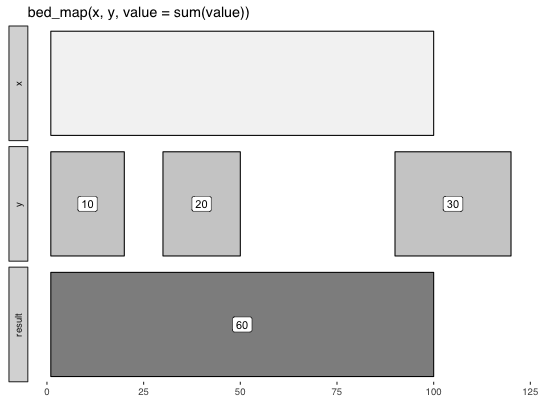 bed_map(x, y, value = sum(value))
x
y
10
20
30
result
60
0
25
50
75
100
125